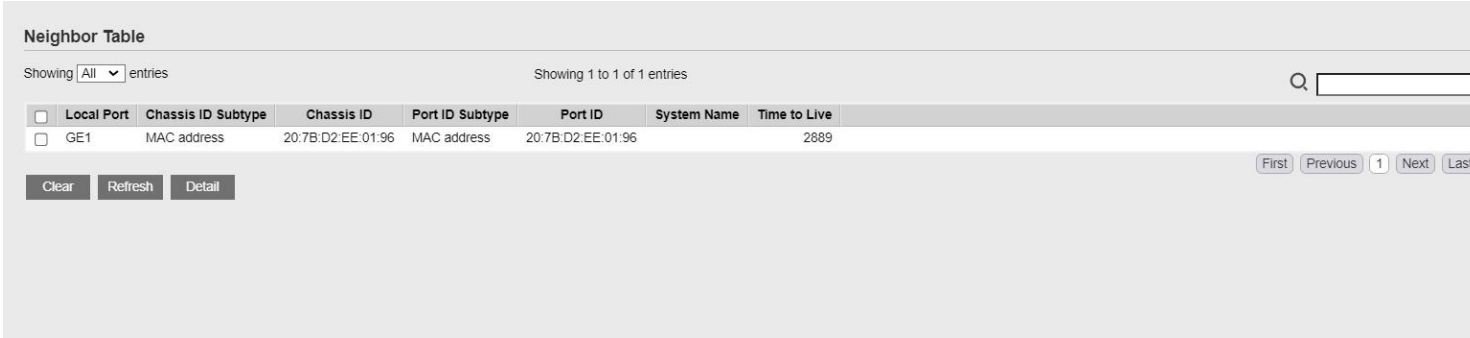 Neighbor Table
Showing All entries Showing 1 to 1 of 1 entries
Local Port Chassis ID Subtype Chassis ID Port ID Subtype Port ID System Name Time to Live
GE1 MAC address 20:7B:D2:EE:01:96 MAC address 20:7B:D2:EE:01:96 2889
First Previous 1 Next Las
Clear Refresh Detail